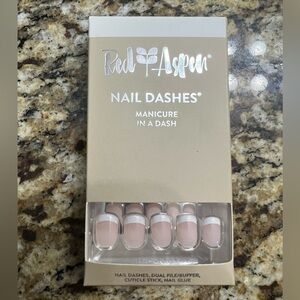 Red Aspen®
NAIL DASHES®
MANICURE
IN A DASH
NAIL DASHES, DUAL FILE/BUFFER,
CUTICLE STICK, NAIL GLUE